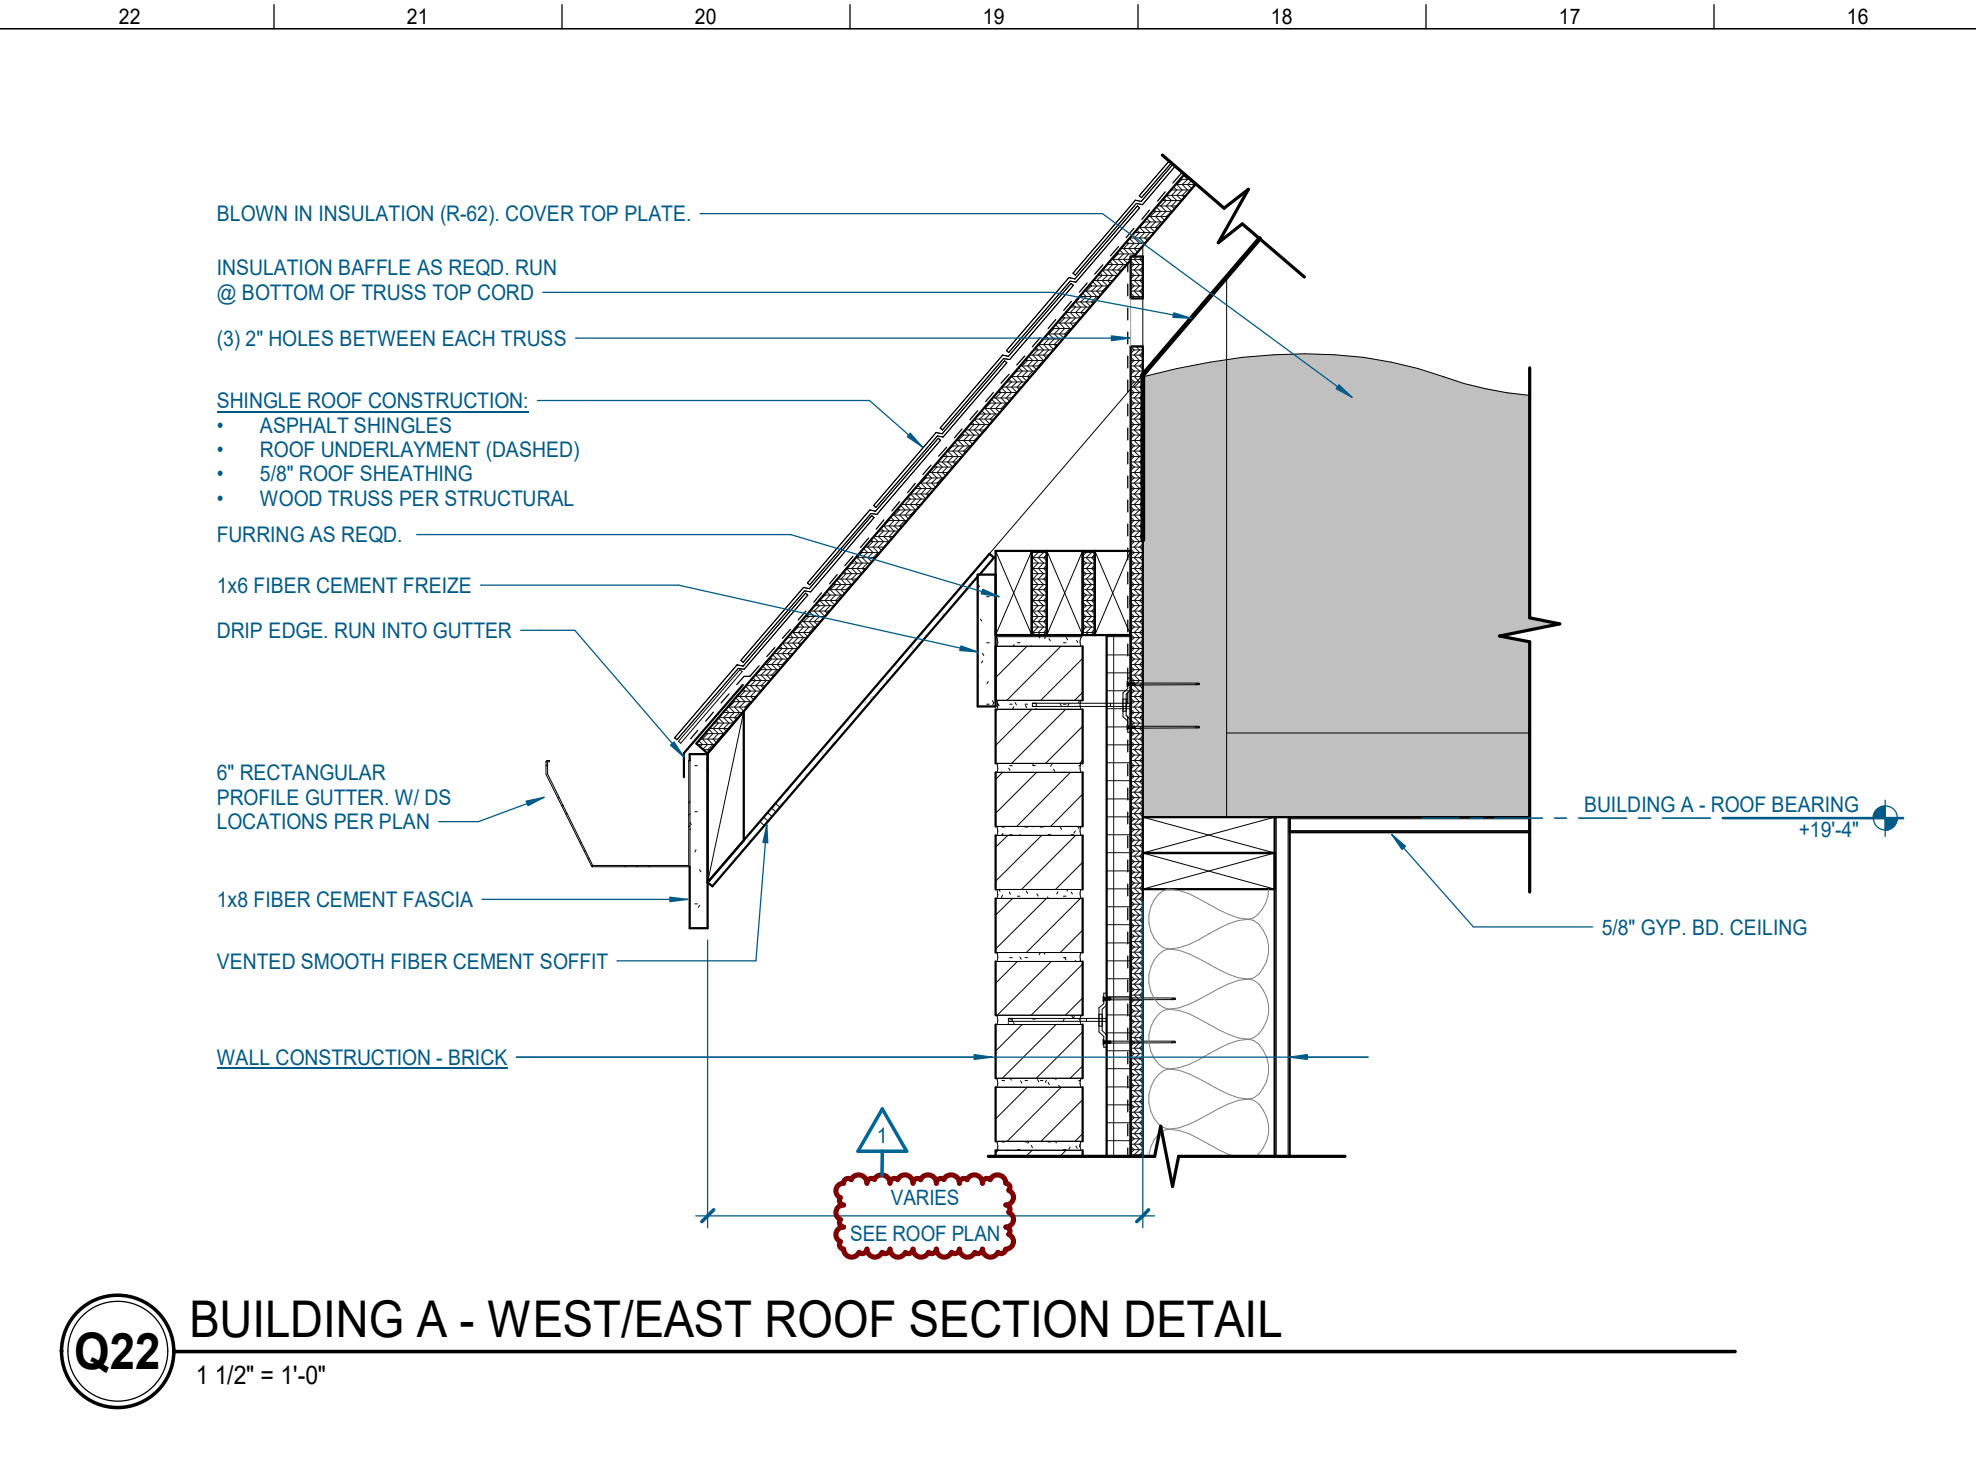 22 21 20 19 18 17 16
BLOWN IN INSULATION (R-62). COVER TOP PLATE.
INSULATION BAFFLE AS REQD. RUN
@ BOTTOM OF TRUSS TOP CORD
(3) 2" HOLES BETWEEN EACH TRUSS
SHINGLE ROOF CONSTRUCTION:
• ASPHALT SHINGLES
• ROOF UNDERLAYMENT (DASHED)
• 5/8" ROOF SHEATHING
• WOOD TRUSS PER STRUCTURAL
FURRING AS REQD.
1x6 FIBER CEMENT FREIZE
DRIP EDGE. RUN INTO GUTTER
6" RECTANGULAR
PROFILE GUTTER. W/ DS
LOCATIONS PER PLAN
1x8 FIBER CEMENT FASCIA
VENTED SMOOTH FIBER CEMENT SOFFIT
WALL CONSTRUCTION - BRICK
BUILDING A - ROOF BEARING
+19'-4"
5/8" GYP. BD. CEILING
1
VARIES
SEE ROOF PLAN
Q22
BUILDING A - WEST/EAST ROOF SECTION DETAIL
1 1/2" = 1'-0"